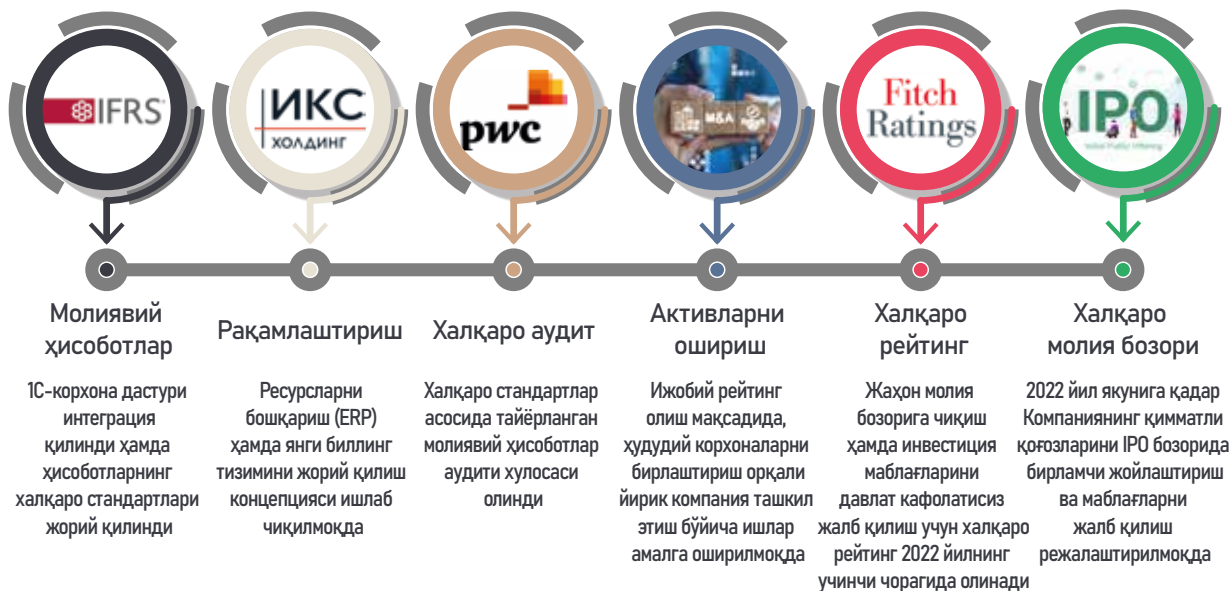 IFRS
ИКС
ХОЛДИНГ
pwc
M&A
Fitch
Ratings
IPO
Initial Public Offering
Молиявий
ҳисоботлар
1С-корхона дастури
интеграция
қилинди ҳамда
ҳисоботларнинг
халқаро стандартлари
жорий қилинди
Рақамлаштириш
Ресурсларни
бошқариш (ERP)
ҳамда янги биллинг
тизимини жорий қилиш
концепцияси ишлаб
чиқилмоқда
Халқаро аудит
Халқаро стандартлар
асосида тайёрланган
молиявий ҳисоботлар
аудити хулосаси
олинди
Активларни
ошириш
Ижобий рейтинг
олиш мақсадида,
ҳудудий корхоналарни
бирлаштириш орқали
йирик компания ташкил
этиш бўйича ишлар
амалга оширилмоқда
Халқаро
рейтинг
Жаҳон молия
бозорига чиқиш
ҳамда инвестиция
маблағларини
давлат кафолатисиз
жалб қилиш учун халқаро
рейтинг 2022 йилнинг
учинчи чорагида олинади
Халқаро
молия бозори
2022 йил якунига қадар
Компаниянинг қимматли
қоғозларини IPO бозорида
бирламчи жойлаштириш
ва маблағларни
жалб қилиш
режалаштирилмоқда